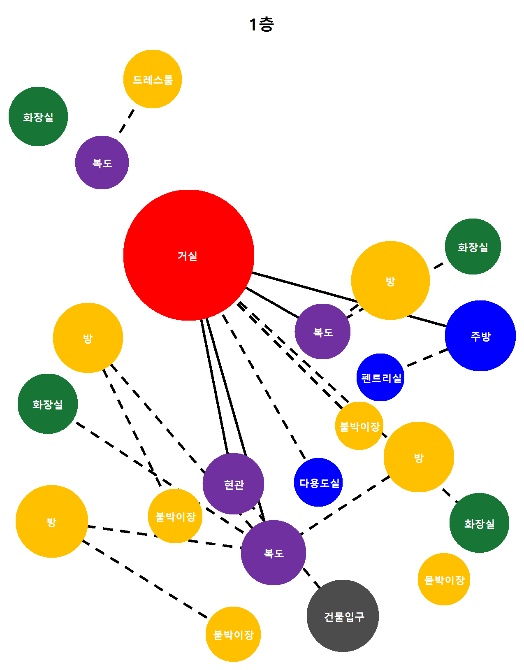 1층
드레스룸
화장실
복도
화장실
거실
방
복도
주방
방
펜트리실
화장실
붙박이장
방
현관
다용도실
붙박이장
방
화장실
복도
붙박이장
건물입구
붙박이장